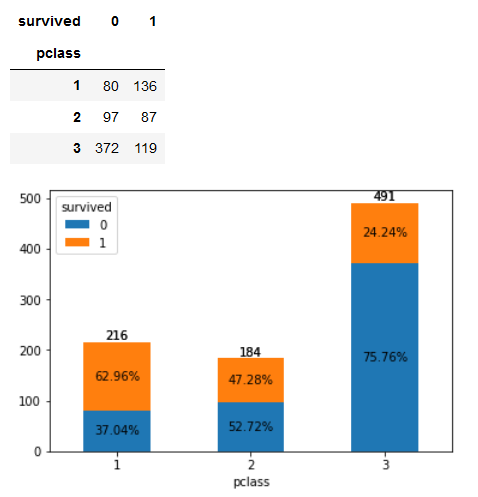 survived 0 1
pclass
1 80 136
2 97 87
3 372 119
500
400
300
200
100
0
survived
0
1
491
24.24%
75.76%
216
62.96%
37.04%
184
47.28%
52.72%
1 2 3
pclass